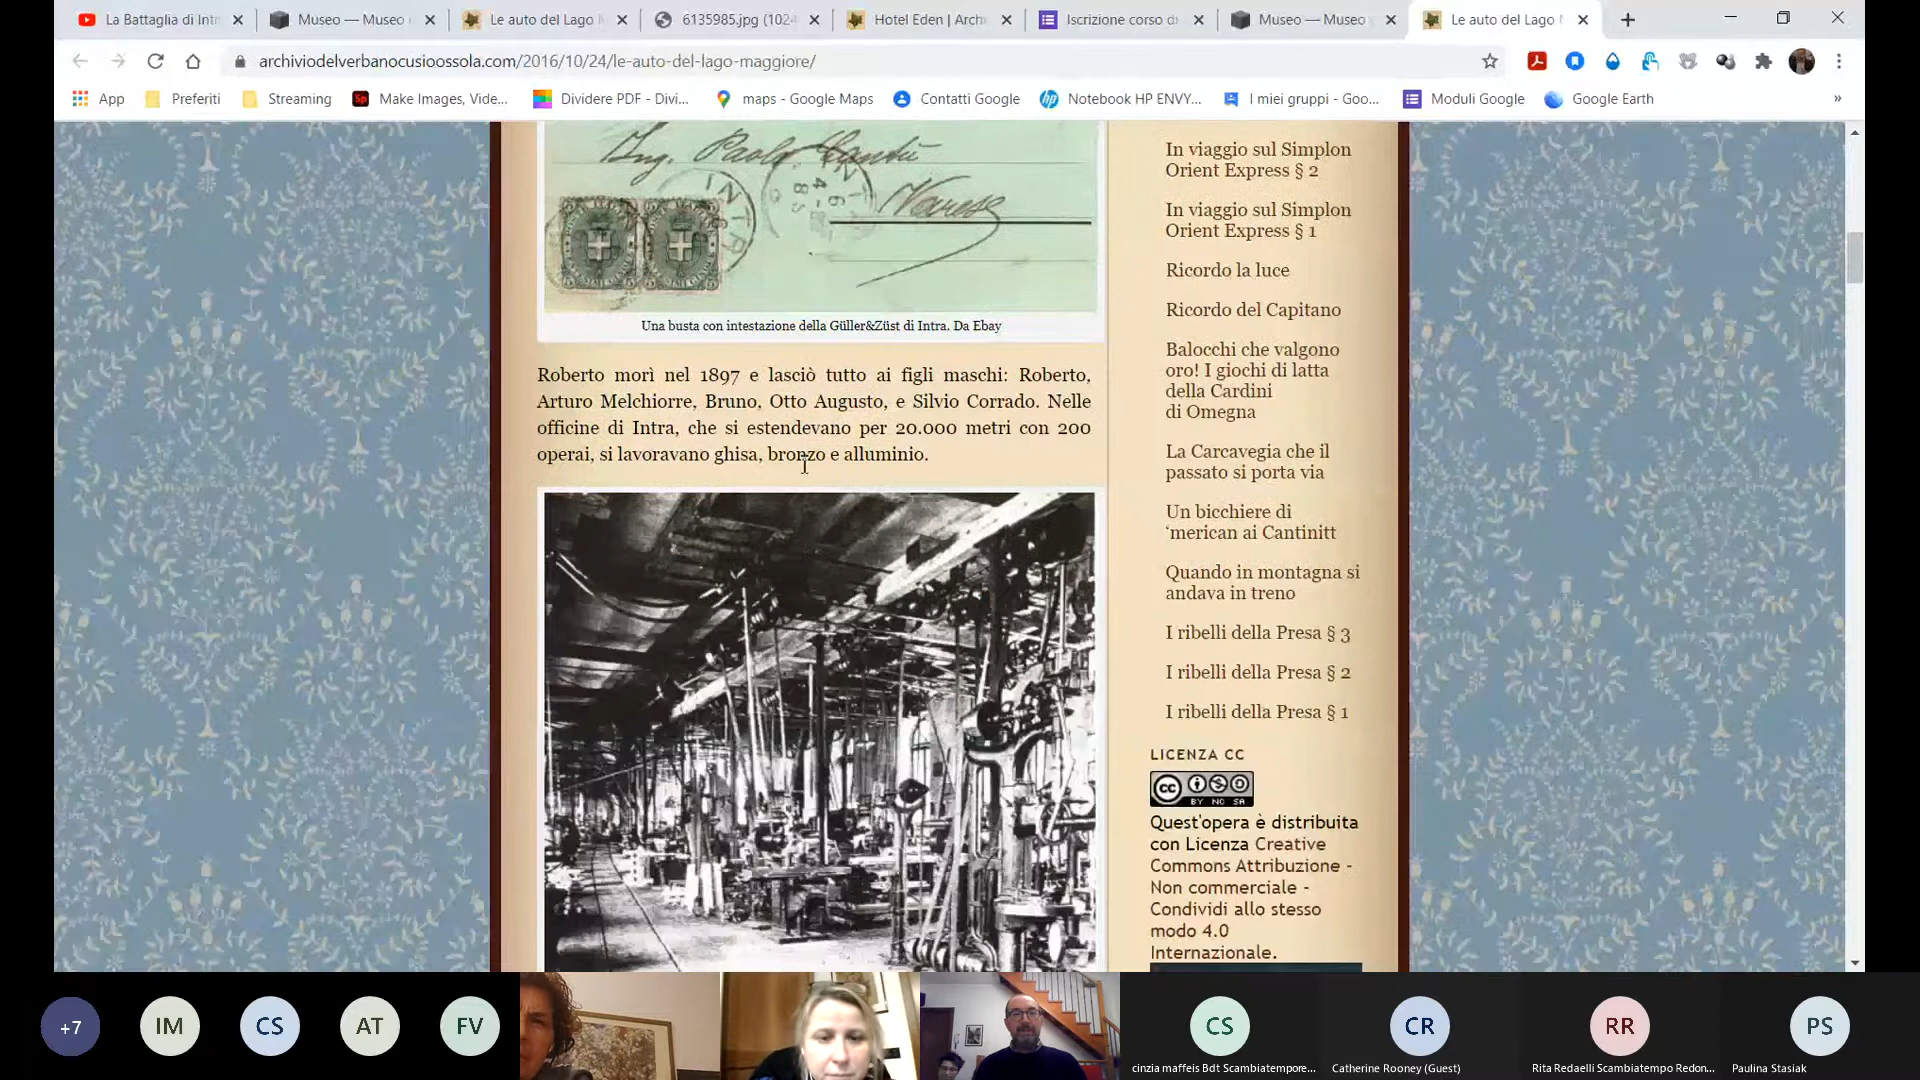 La Battaglia di Intr
Museo — Museo
Le auto del Lago M
6135985.jpg (1024
Hotel Eden | Archi
Iscrizione corso di
Museo — Museo
Le auto del Lago M
archiviodelverbanocusioossola.com/2016/10/24/le-auto-del-lago-maggiore/
App
Preferiti
Streaming
Make Images, Vide...
Dividere PDF - Divi...
maps - Google Maps
Contatti Google
Notebook HP ENVY...
I miei gruppi - Goo...
Moduli Google
Google Earth
»
Ing. Paolo Cantù
INTRA
Varese
Una busta con intestazione della Güller&Züst di Intra. Da Ebay
Roberto morì nel 1897 e lasciò tutto ai figli maschi: Roberto,
Arturo Melchiorre, Bruno, Otto Augusto, e Silvio Corrado. Nelle
officine di Intra, che si estendevano per 20.000 metri con 200
operai, si lavoravano ghisa, bronzo e alluminio.
In viaggio sul Simplon
Orient Express § 2
In viaggio sul Simplon
Orient Express § 1
Ricordo la luce
Ricordo del Capitano
Balocchi che valgono
oro! I giochi di latta
della Cardini
di Omegna
La Carcavegia che il
passato si porta via
Un bicchiere di
‘merican ai Cantinitt
Quando in montagna si
andava in treno
I ribelli della Presa § 3
I ribelli della Presa § 2
I ribelli della Presa § 1
LICENZA CC
cc
BY NC SA
Quest'opera è distribuita
con Licenza Creative
Commons Attribuzione -
Non commerciale -
Condividi allo stesso
modo 4.0
Internazionale.
+7
IM
CS
AT
FV
CS
CR
RR
PS
cinzia maffeis Bdt Scambiatempore...
Catherine Rooney (Guest)
Rita Redaelli Scambiatempo Redon...
Paulina Stasiak